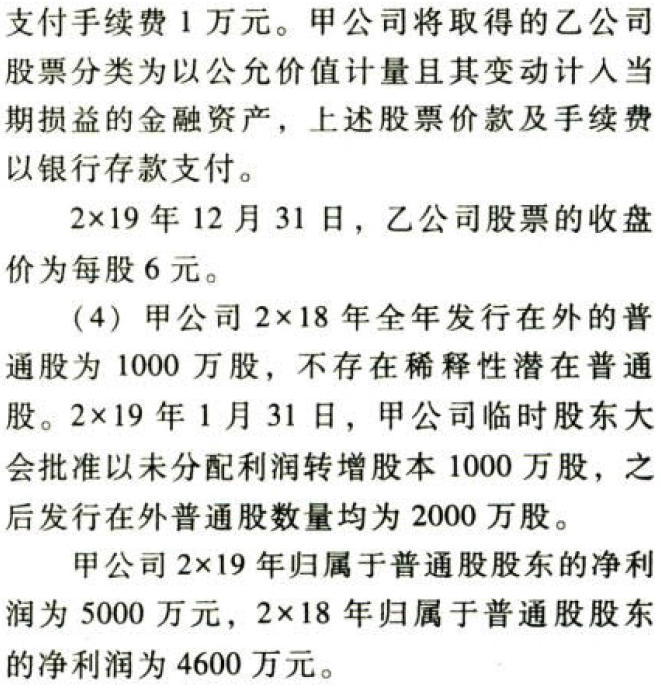 支付手续费 1 万元。甲公司将取得的乙公司
股票分类为以公允价值计量且其变动计入当
期损益的金融资产，上述股票价款及手续费
以银行存款支付。
2×19 年 12 月 31 日，乙公司股票的收盘
价为每股 6 元。
（4）甲公司 2×18 年全年发行在外的普
通股为 1000 万股，不存在稀释性潜在普通
股。2×19 年 1 月 31 日，甲公司临时股东大
会批准以未分配利润转增股本 1000 万股，之
后发行在外普通股数量均为 2000 万股。
甲公司 2×19 年归属于普通股股东的净利
润为 5000 万元，2×18 年归属于普通股股东
的净利润为 4600 万元。